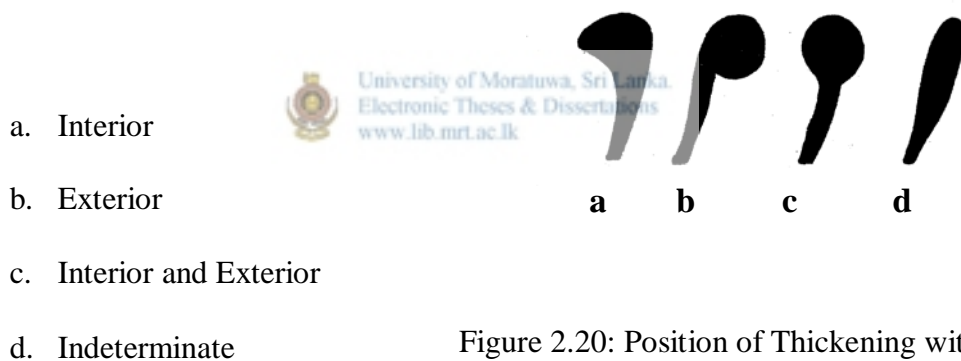 University of Moratuwa, Sri Lanka.
Electronic Theses & Dissertations
www.lib.mrt.ac.lk
a. Interior
b. Exterior
c. Interior and Exterior
d. Indeterminate
a b c d
Figure 2.20: Position of Thickening wit